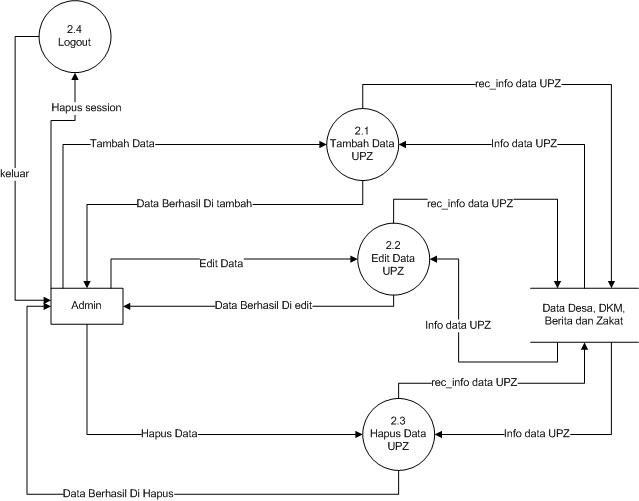 2.4
Logout
Hapus session
rec_info data UPZ
2.1
Tambah Data
UPZ
Tambah Data
Info data UPZ
keluar
Data Berhasil Di tambah
rec_info data UPZ
2.2
Edit Data
UPZ
Edit Data
Admin
Data Berhasil Di edit
Data Desa, DKM,
Berita dan Zakat
Info data UPZ
rec_info data UPZ
2.3
Hapus Data
UPZ
Hapus Data
Info data UPZ
Data Berhasil Di Hapus